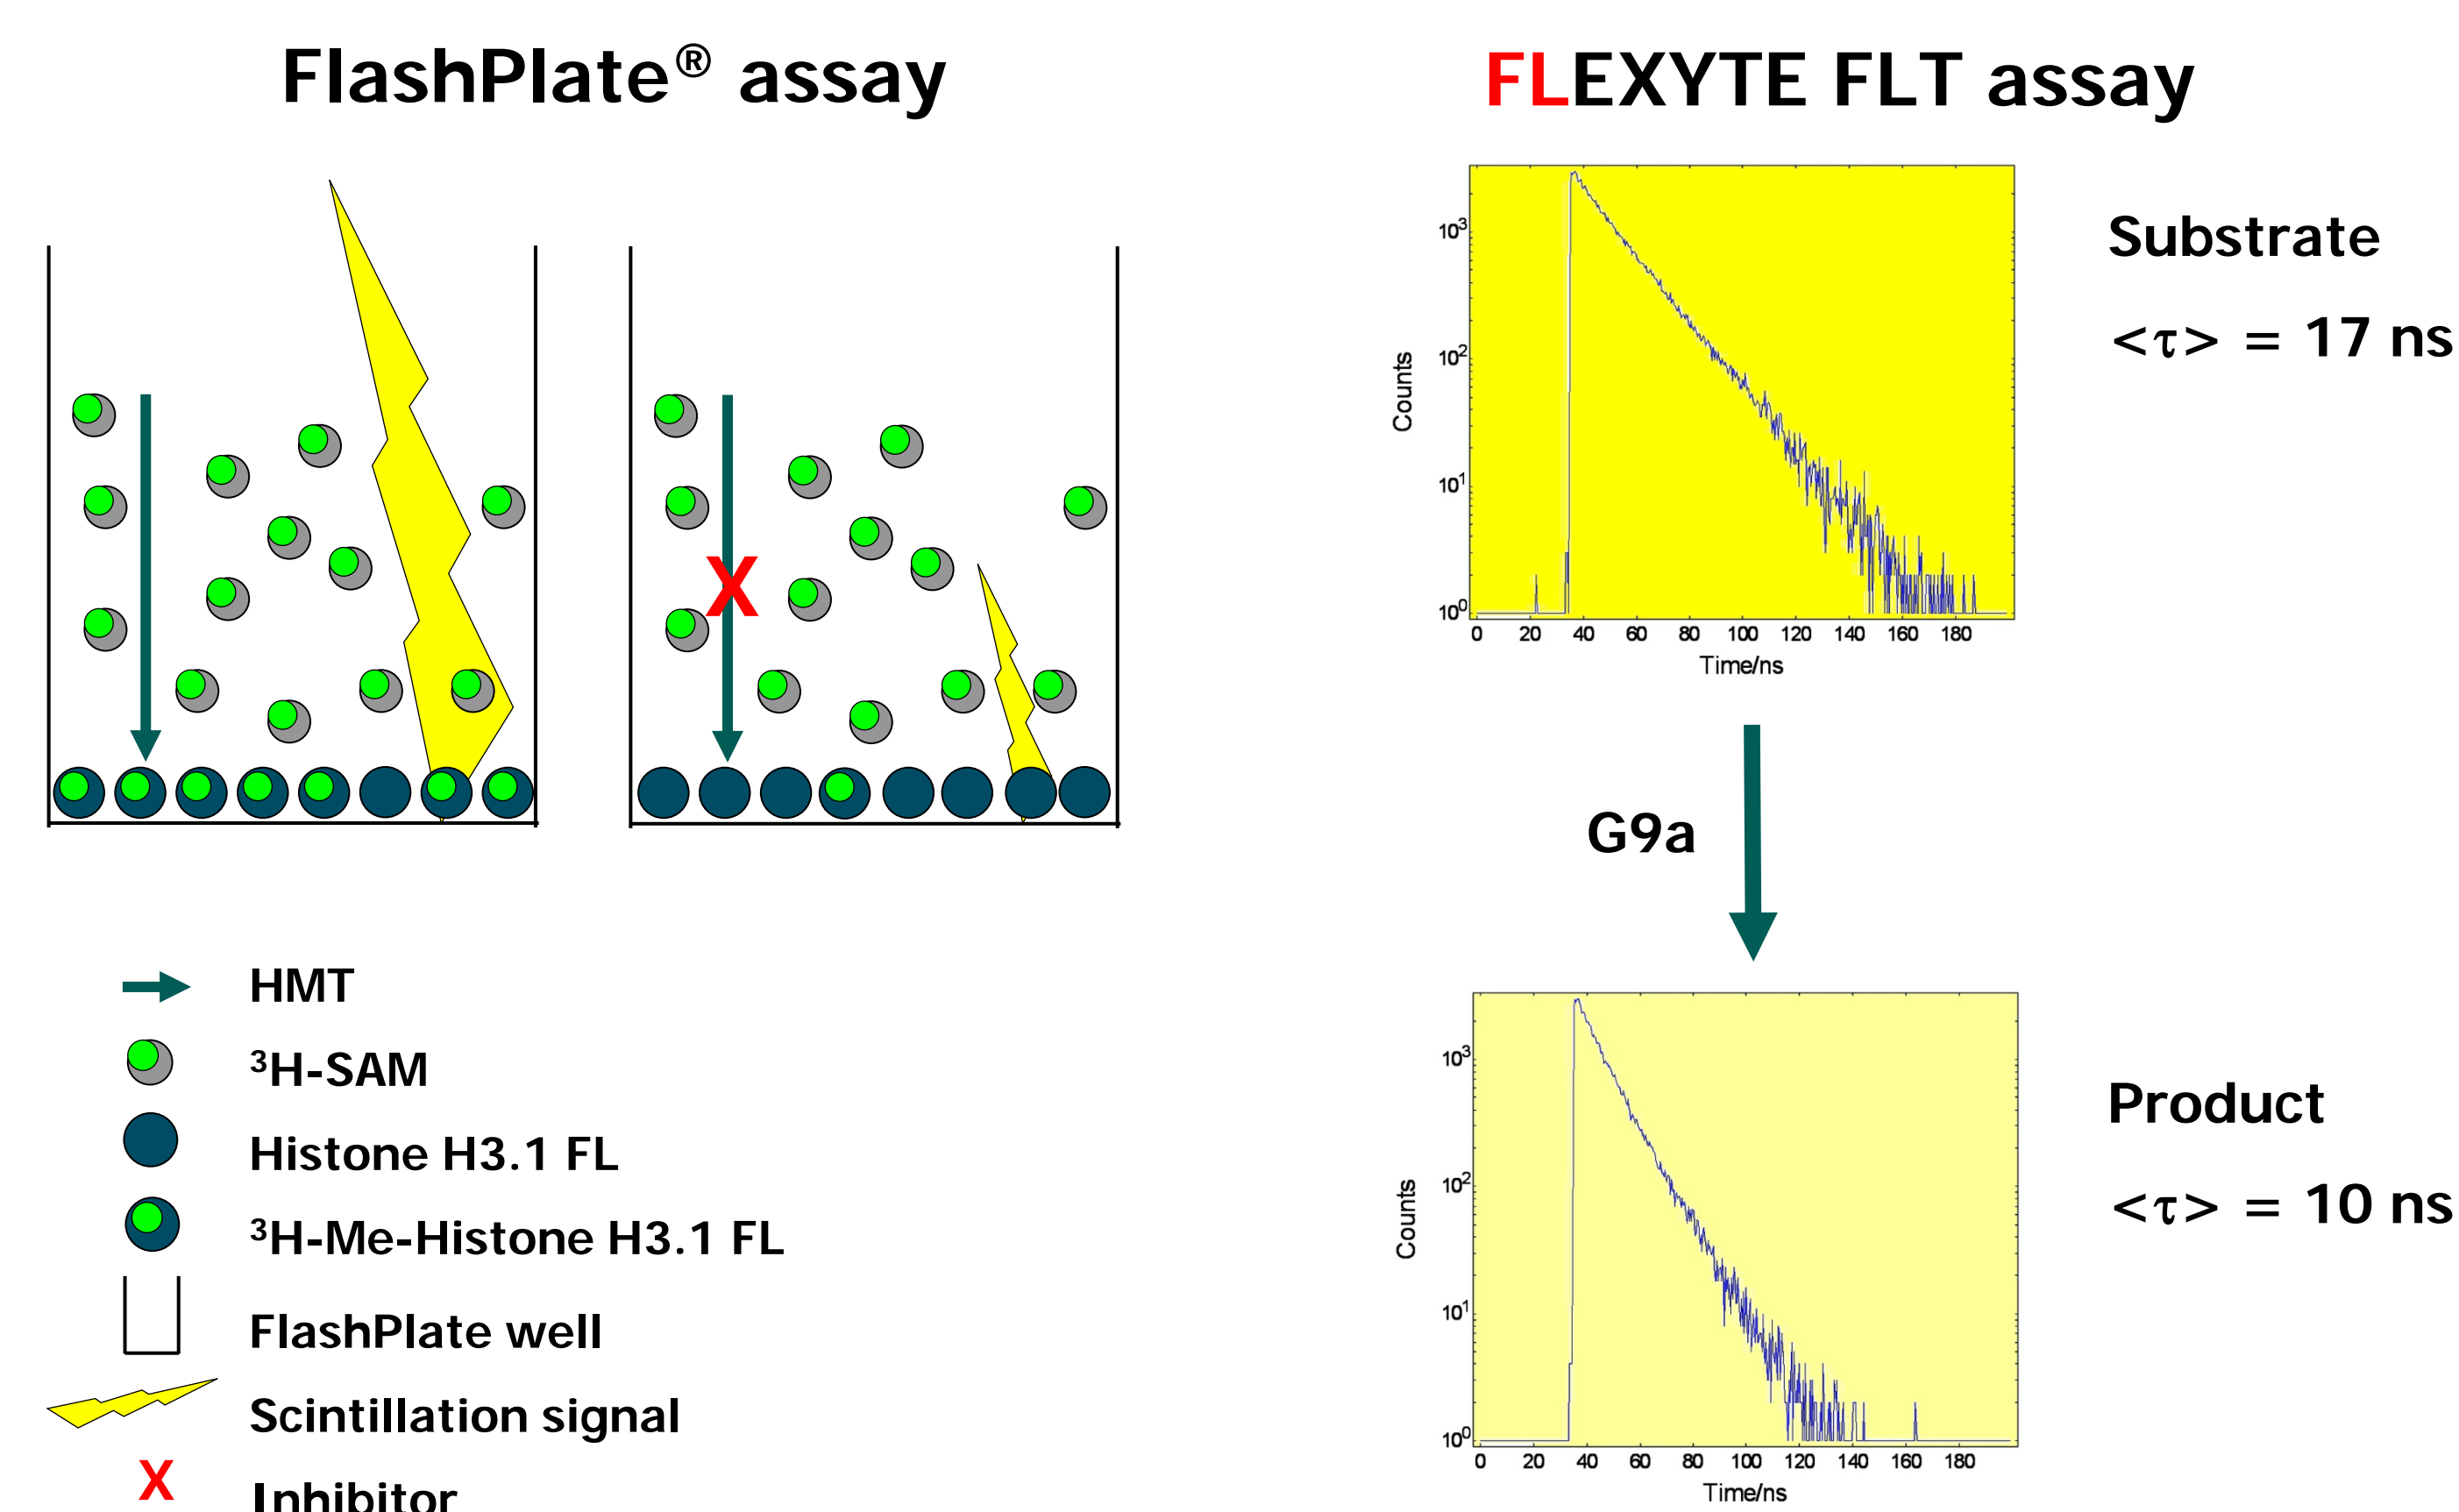 FlashPlate® assay
X
HMT
³H-SAM
Histone H3.1 FL
³H-Me-Histone H3.1 FL
FlashPlate well
Scintillation signal
X Inhibitor
FLEXYTE FLT assay
10³
10²
10¹
10⁰
Counts
0 20 40 60 80 100 120 140 160 180
Time/ns
Substrate
<τ> = 17 ns
G9a
10³
10²
10¹
10⁰
Counts
0 20 40 60 80 100 120 140 160 180
Time/ns
Product
<τ> = 10 ns